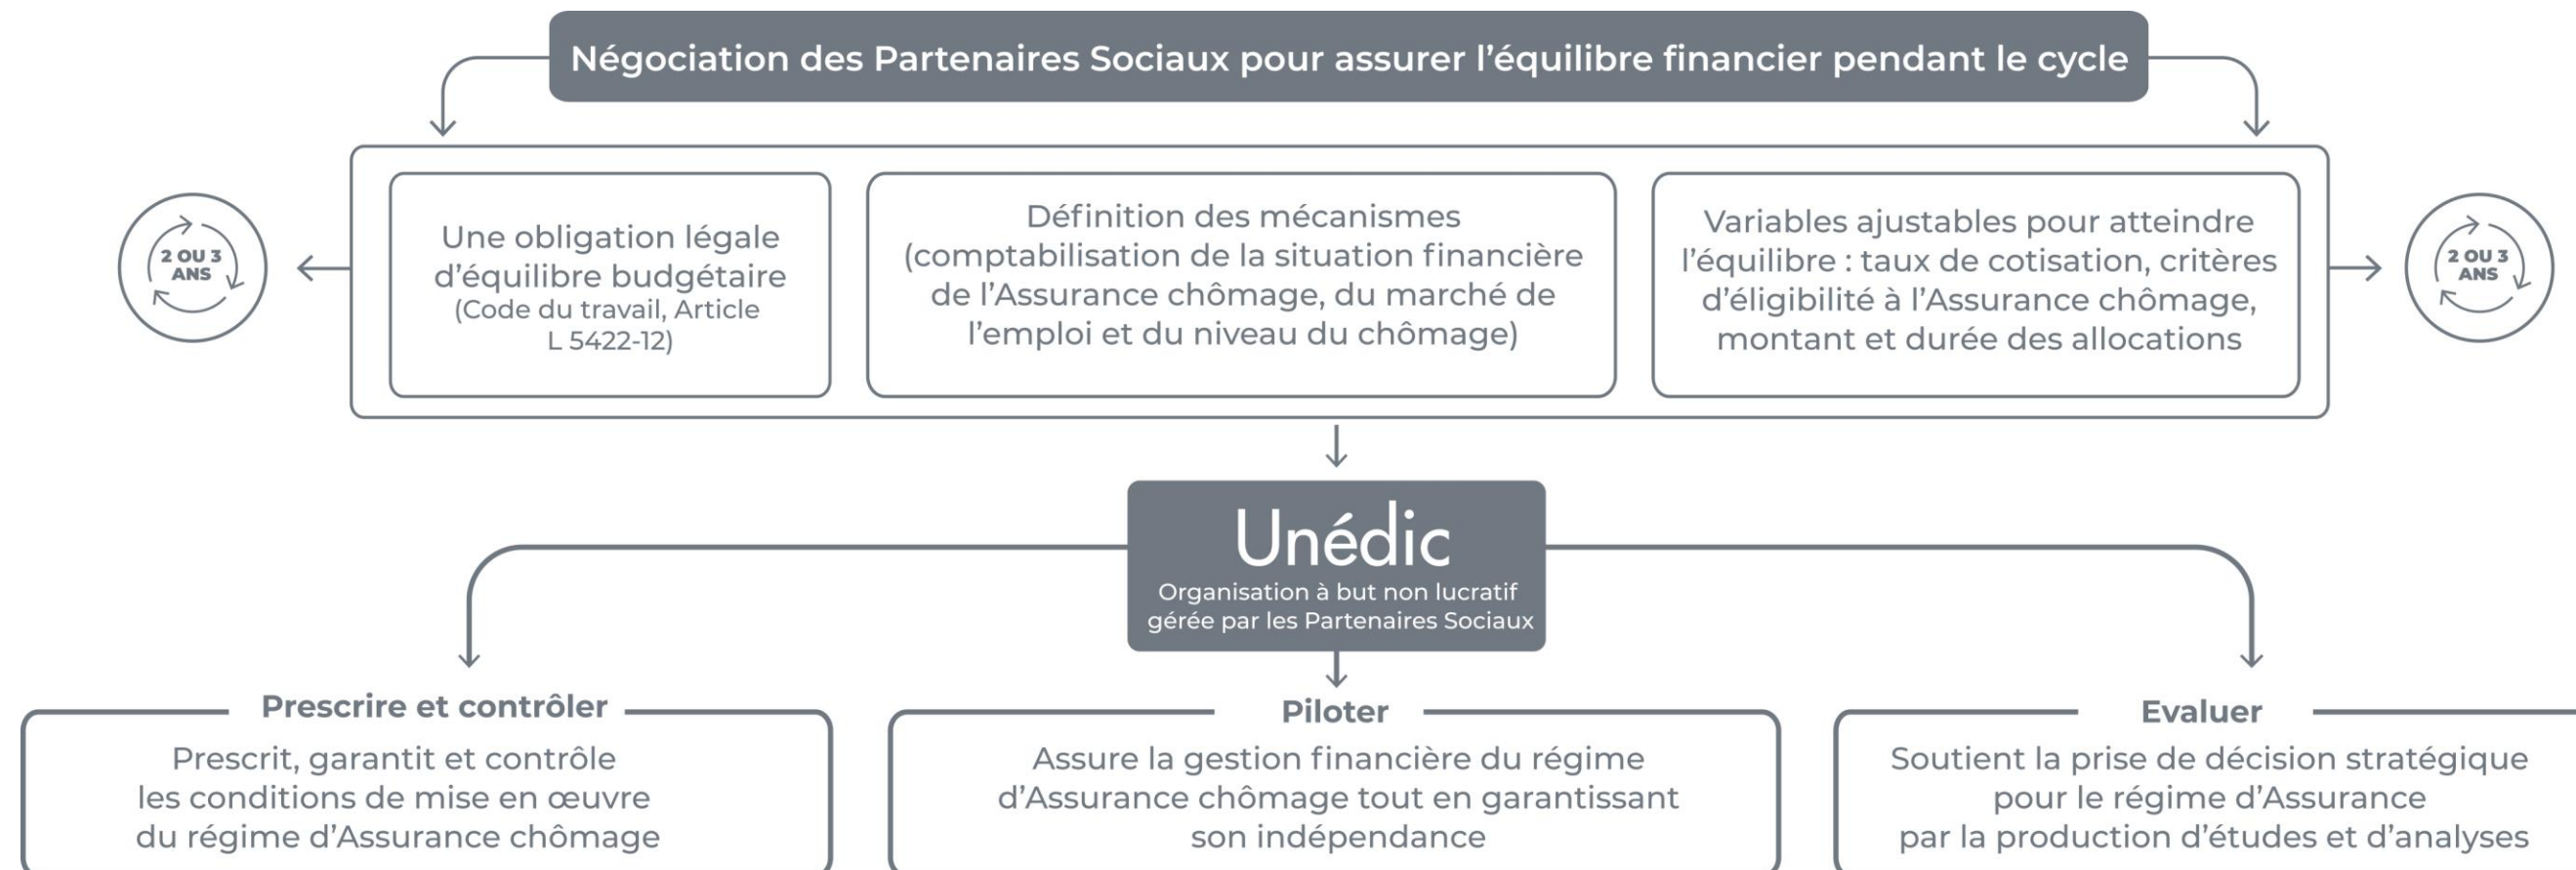 Négociation des Partenaires Sociaux pour assurer l’équilibre financier pendant le cycle
2 OU 3
ANS
Une obligation légale
d’équilibre budgétaire
(Code du travail, Article
L 5422-12)
Définition des mécanismes
(comptabilisation de la situation financière
de l’Assurance chômage, du marché de
l’emploi et du niveau du chômage)
Variables ajustables pour atteindre
l’équilibre : taux de cotisation, critères
d’éligibilité à l’Assurance chômage,
montant et durée des allocations
2 OU 3
ANS
Unédic
Organisation à but non lucratif
gérée par les Partenaires Sociaux
Prescrire et contrôler
Prescrit, garantit et contrôle
les conditions de mise en œuvre
du régime d’Assurance chômage
Piloter
Assure la gestion financière du régime
d’Assurance chômage tout en garantissant
son indépendance
Evaluer
Soutient la prise de décision stratégique
pour le régime d’Assurance
par la production d’études et d’analyses